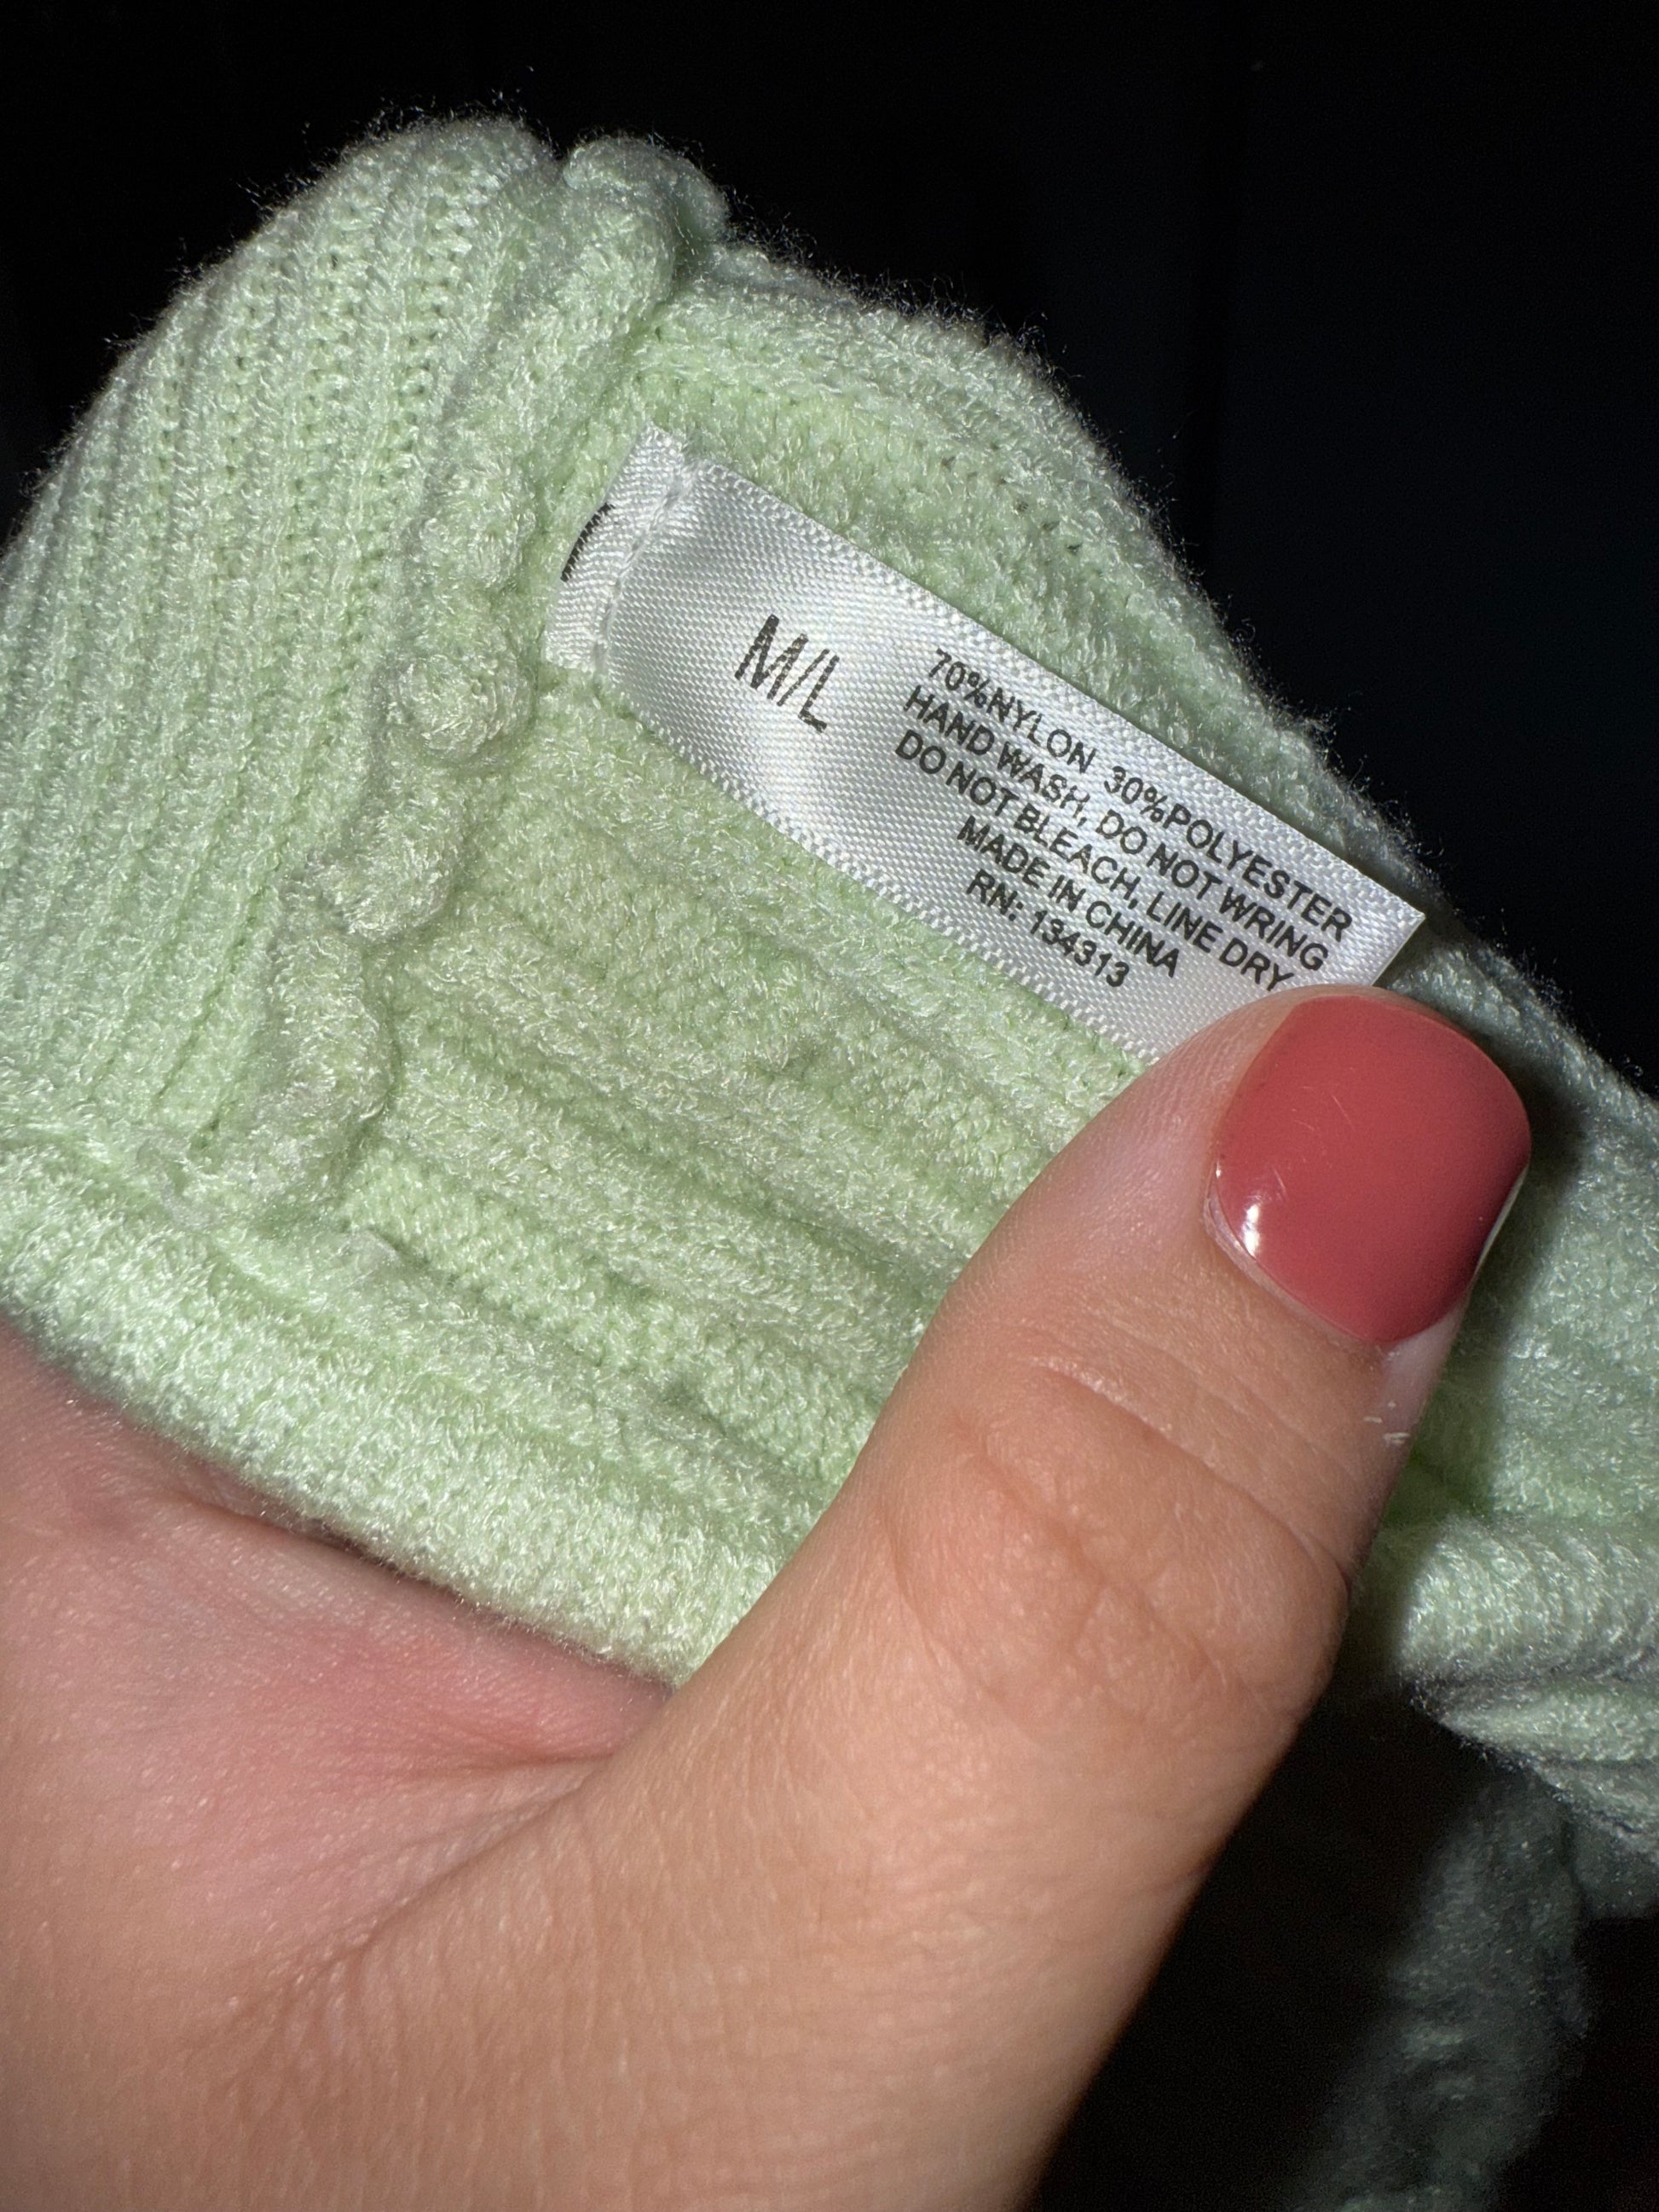 M/L
70%NYLON 30%POLYESTER
HAND WASH, DO NOT WRING
DO NOT BLEACH, LINE DRY
MADE IN CHINA
RN: 134313